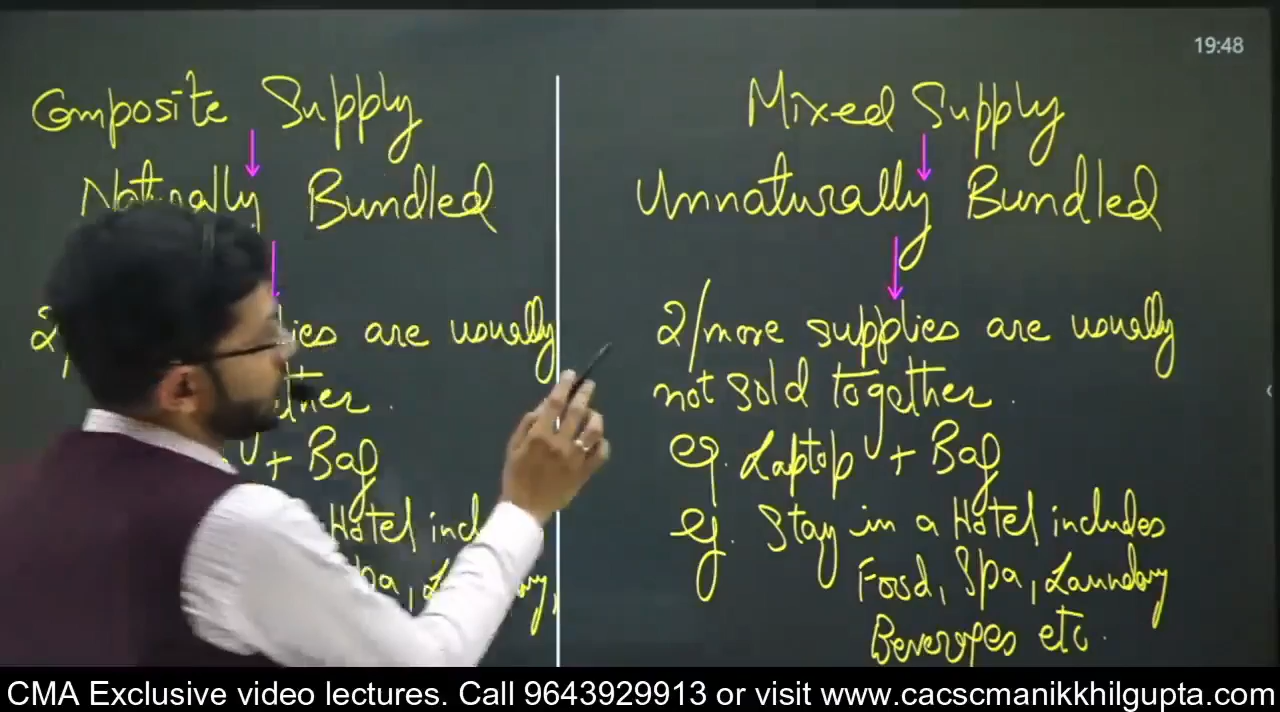 19:48
Composite Supply
Naturally Bundled
are usually
+ Bag
Hotel
Mixed Supply
Unnaturally Bundled
2/more supplies are usually
not sold together.
eg. Laptop + Bag
eg. Stay in a Hotel includes
Food, Spa, Laundry
Beverages etc.
CMA Exclusive video lectures. Call 9643929913 or visit www.cacscmanikkhilgupta.com